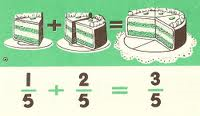 + =
1/5 + 2/5 = 3/5